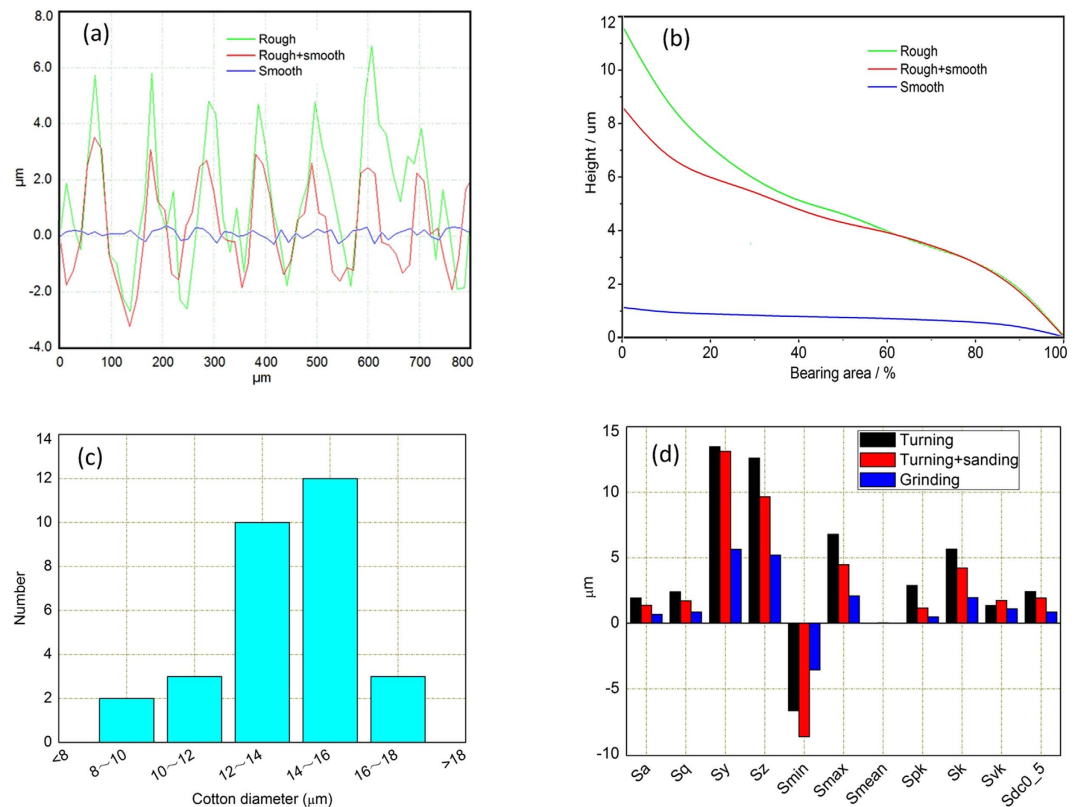 (a)
Rough
Rough+smooth
Smooth
8.0
6.0
4.0
2.0
0.0
-2.0
-4.0
µm
0 100 200 300 400 500 600 700 800
µm
(b)
Rough
Rough+smooth
Smooth
12
10
8
6
4
2
0
Height / um
0 20 40 60 80 100
Bearing area / %
(c)
14
12
10
8
6
4
2
0
Number
<8 8～10 10～12 12～14 14～16 16～18 >18
Cotton diameter (µm)
(d)
Turning
Turning+sanding
Grinding
15
10
5
0
-5
-10
µm
Sa Sq Sy Sz Smin Smax Smean Spk Sk Svk Sdc0_5